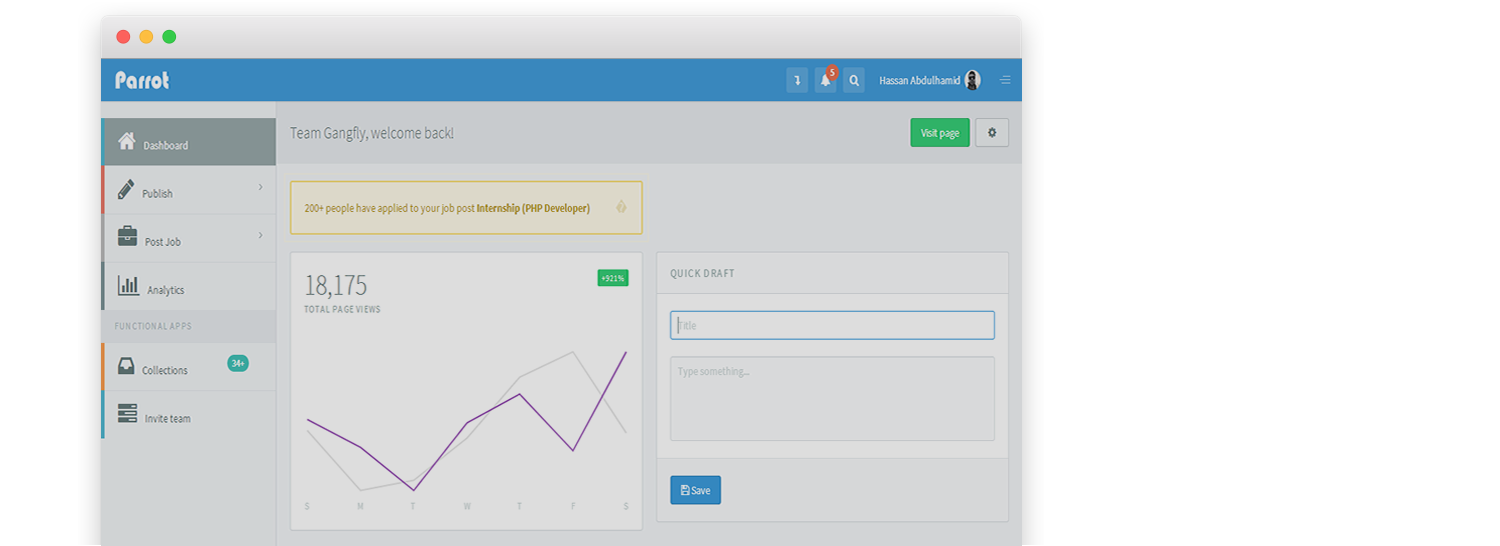 Parrot
5
Hassan Abdulhamid
Dashboard
Publish
Post Job
Analytics
FUNCTIONAL APPS
Collections
34+
Invite team
Team Gangfly, welcome back!
Visit page
200+ people have applied to your job post Internship (PHP Developer)
18,175
+921%
TOTAL PAGE VIEWS
S M T W T F S
QUICK DRAFT
Title
Type something...
Save